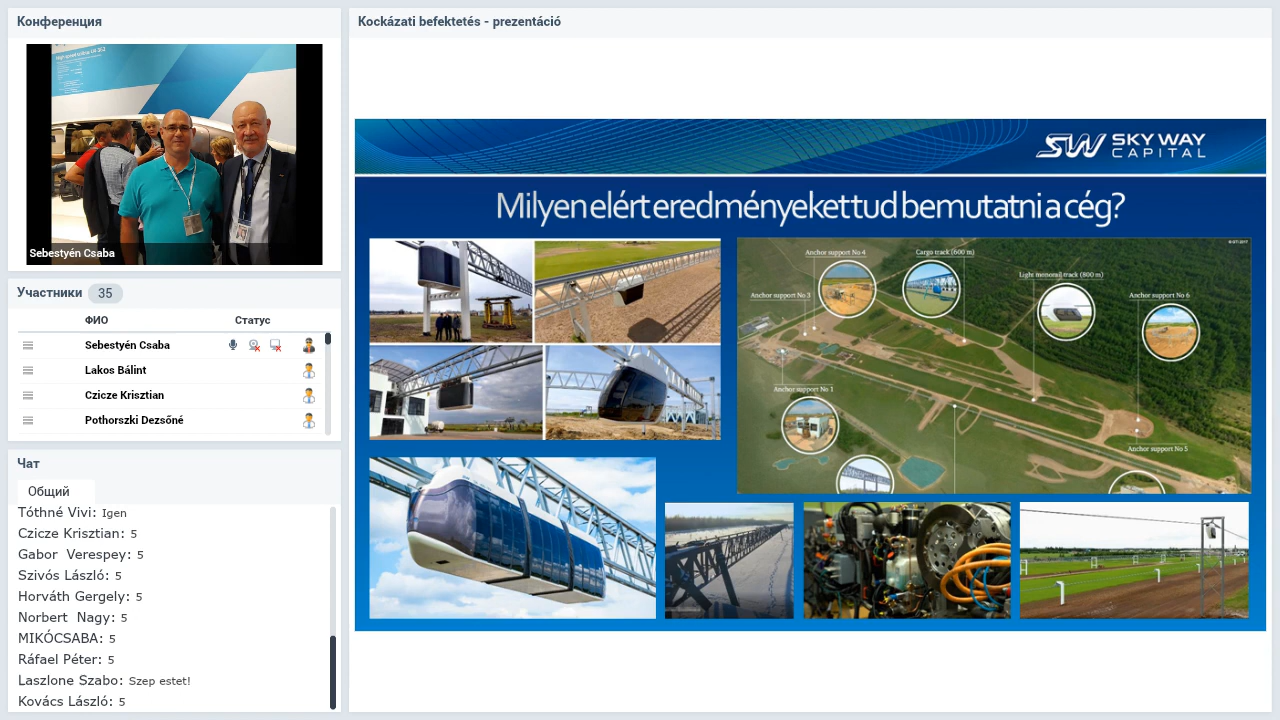 Конференция
Sebestyén Csaba
Участники 35
ФИО Статус
Sebestyén Csaba
Lakos Bálint
Czicze Krisztian
Pothorszki Dezsőné
Чат
Общий
Tóthné Vivi: Igen
Czicze Krisztian: 5
Gabor Verespey: 5
Szivós László: 5
Horváth Gergely: 5
Norbert Nagy: 5
MIKÓCSABA: 5
Ráfael Péter: 5
Laszlone Szabo: Szep estet!
Kovács László: 5
Kockázati befektetés - prezentáció
SW SKY WAY
CAPITAL
Milyen elért eredményeket tud bemutatni a cég?
Anchor support No 4
Cargo track (600 m)
Light monorail track (800 m)
Anchor support No 3
Anchor support No 6
Anchor support No 1
Anchor support No 5